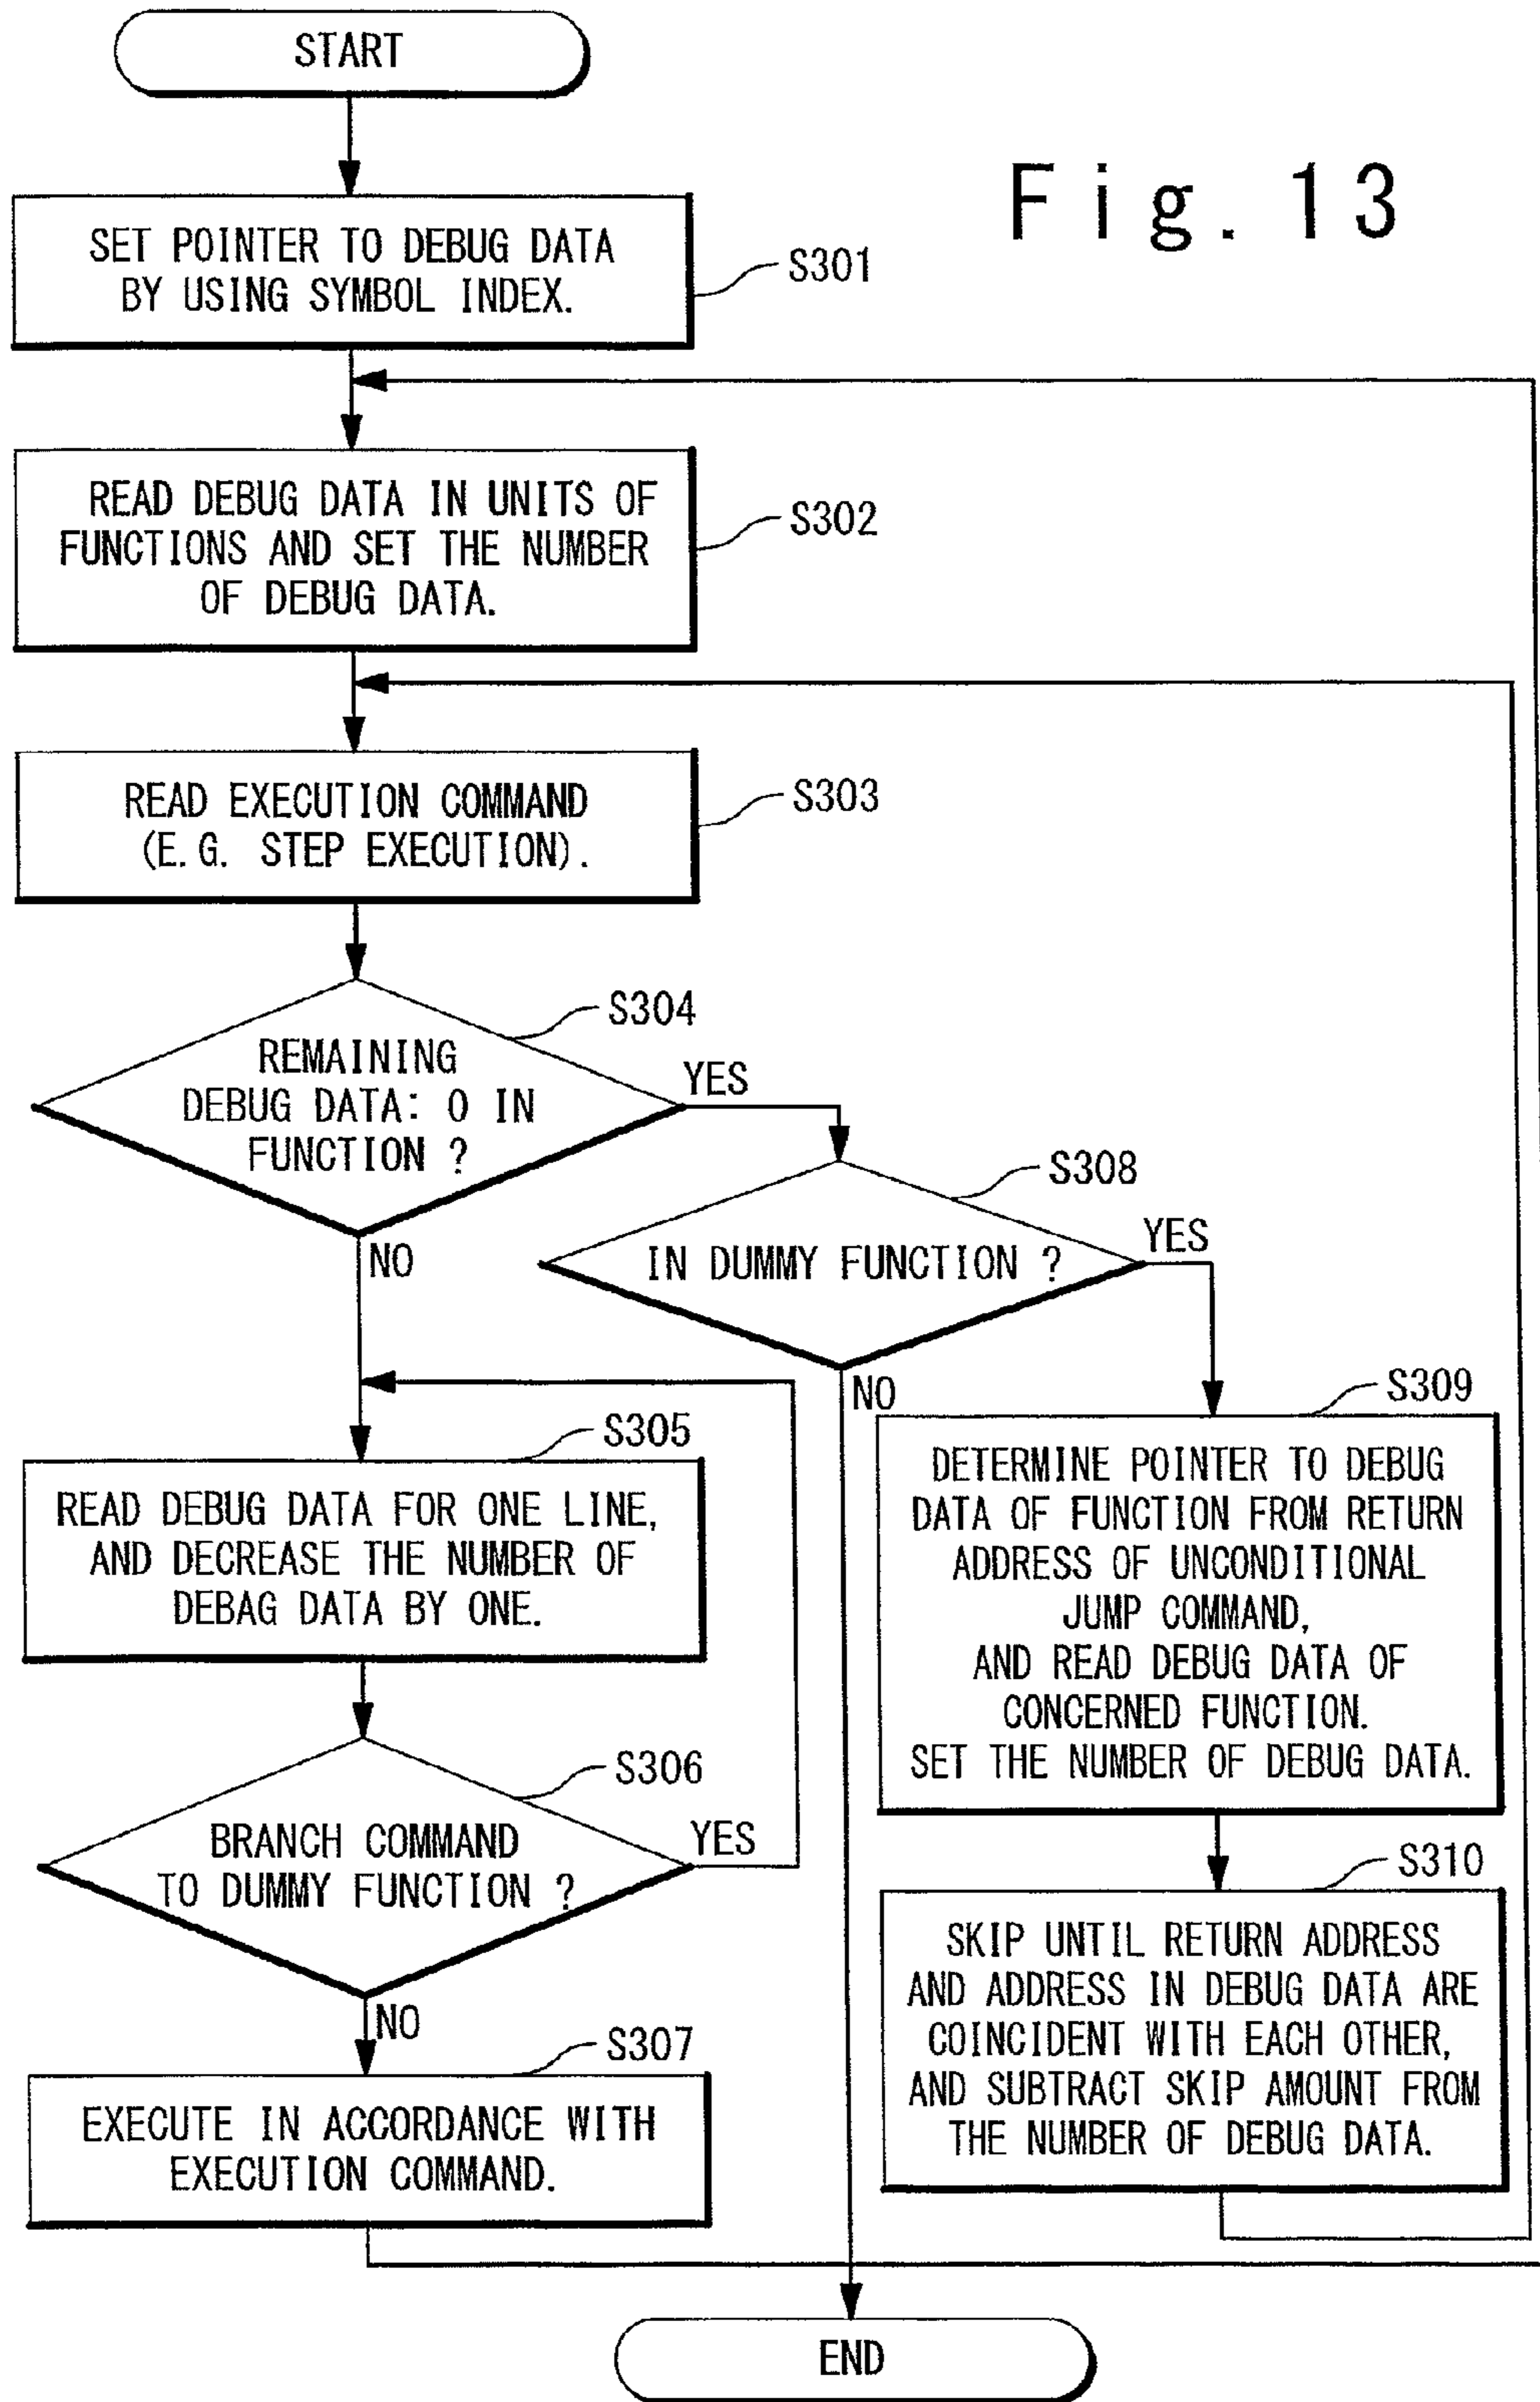 START
Fig. 13
SET POINTER TO DEBUG DATA
BY USING SYMBOL INDEX.
S301
READ DEBUG DATA IN UNITS OF
FUNCTIONS AND SET THE NUMBER
OF DEBUG DATA.
S302
READ EXECUTION COMMAND
(E.G. STEP EXECUTION).
S303
S304
REMAINING
DEBUG DATA: 0 IN
FUNCTION ?
YES
NO
S308
IN DUMMY FUNCTION ?
YES
NO
S305
READ DEBUG DATA FOR ONE LINE,
AND DECREASE THE NUMBER OF
DEBAG DATA BY ONE.
S306
BRANCH COMMAND
TO DUMMY FUNCTION ?
YES
NO
S307
EXECUTE IN ACCORDANCE WITH
EXECUTION COMMAND.
S309
DETERMINE POINTER TO DEBUG
DATA OF FUNCTION FROM RETURN
ADDRESS OF UNCONDITIONAL
JUMP COMMAND,
AND READ DEBUG DATA OF
CONCERNED FUNCTION.
SET THE NUMBER OF DEBUG DATA.
S310
SKIP UNTIL RETURN ADDRESS
AND ADDRESS IN DEBUG DATA ARE
COINCIDENT WITH EACH OTHER,
AND SUBTRACT SKIP AMOUNT FROM
THE NUMBER OF DEBUG DATA.
END